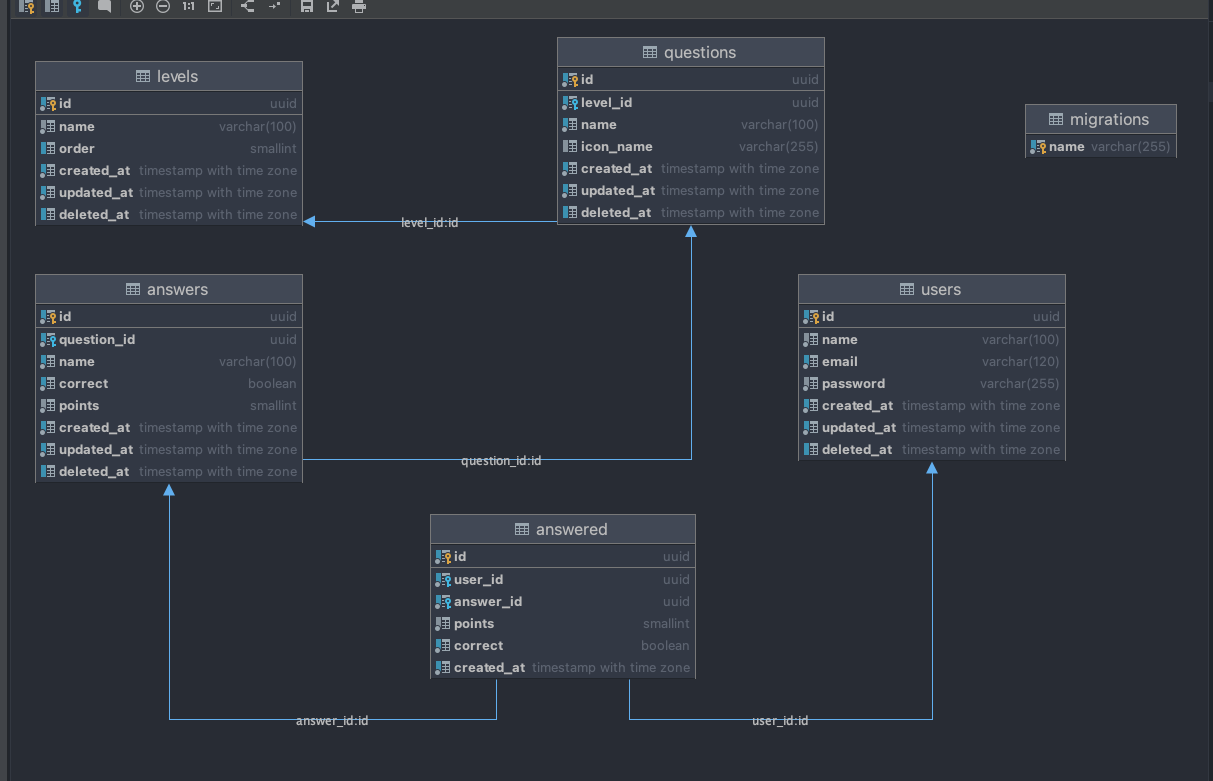 1:1
levels
id uuid
name varchar(100)
order smallint
created_at timestamp with time zone
updated_at timestamp with time zone
deleted_at timestamp with time zone
questions
id uuid
level_id uuid
name varchar(100)
icon_name varchar(255)
created_at timestamp with time zone
updated_at timestamp with time zone
deleted_at timestamp with time zone
migrations
name varchar(255)
level_id:id
answers
id uuid
question_id uuid
name varchar(100)
correct boolean
points smallint
created_at timestamp with time zone
updated_at timestamp with time zone
deleted_at timestamp with time zone
users
id uuid
name varchar(100)
email varchar(120)
password varchar(255)
created_at timestamp with time zone
updated_at timestamp with time zone
deleted_at timestamp with time zone
question_id:id
answered
id uuid
user_id uuid
answer_id uuid
points smallint
correct boolean
created_at timestamp with time zone
answer_id:id
user_id:id